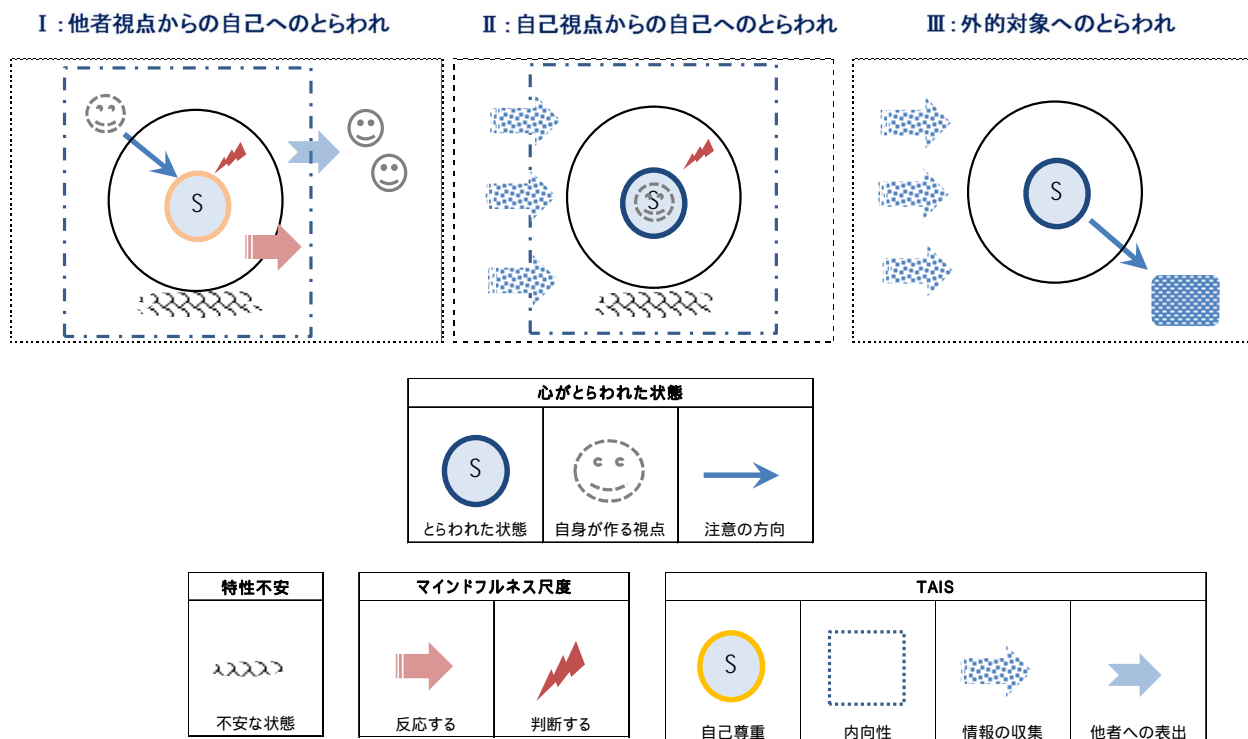 Ⅰ：他者視点からの自己へのとらわれ
Ⅱ：自己視点からの自己へのとらわれ
Ⅲ：外的対象へのとらわれ
S
S
S
心がとらわれた状態
S
とらわれた状態
自身が作る視点
注意の方向
特性不安
不安な状態
マインドフルネス尺度
反応する
判断する
TAIS
S
自己尊重
内向性
情報の収集
他者への表出